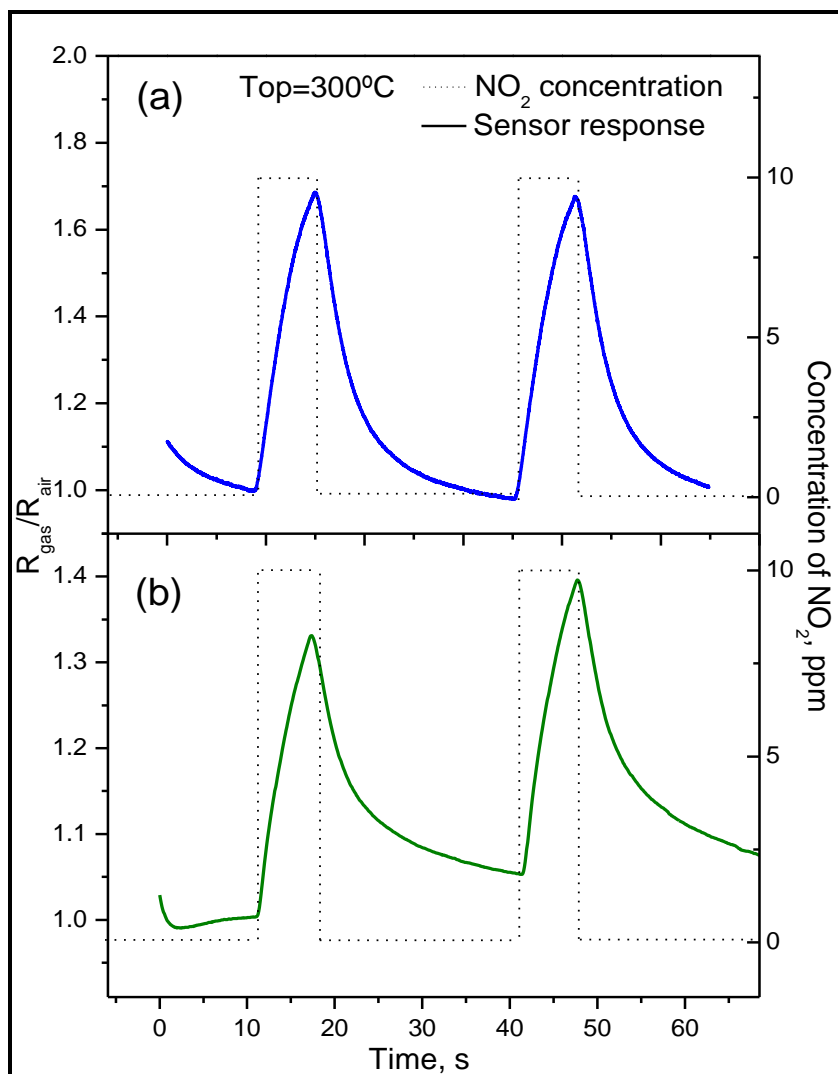 (a)
Top=300ºC
NO₂ concentration
Sensor response
2.0
1.8
1.6
1.4
1.2
1.0
10
5
0
R_gas/R_air
Concentration of NO₂, ppm
(b)
1.4
1.3
1.2
1.1
1.0
10
5
0
0 10 20 30 40 50 60
Time, s